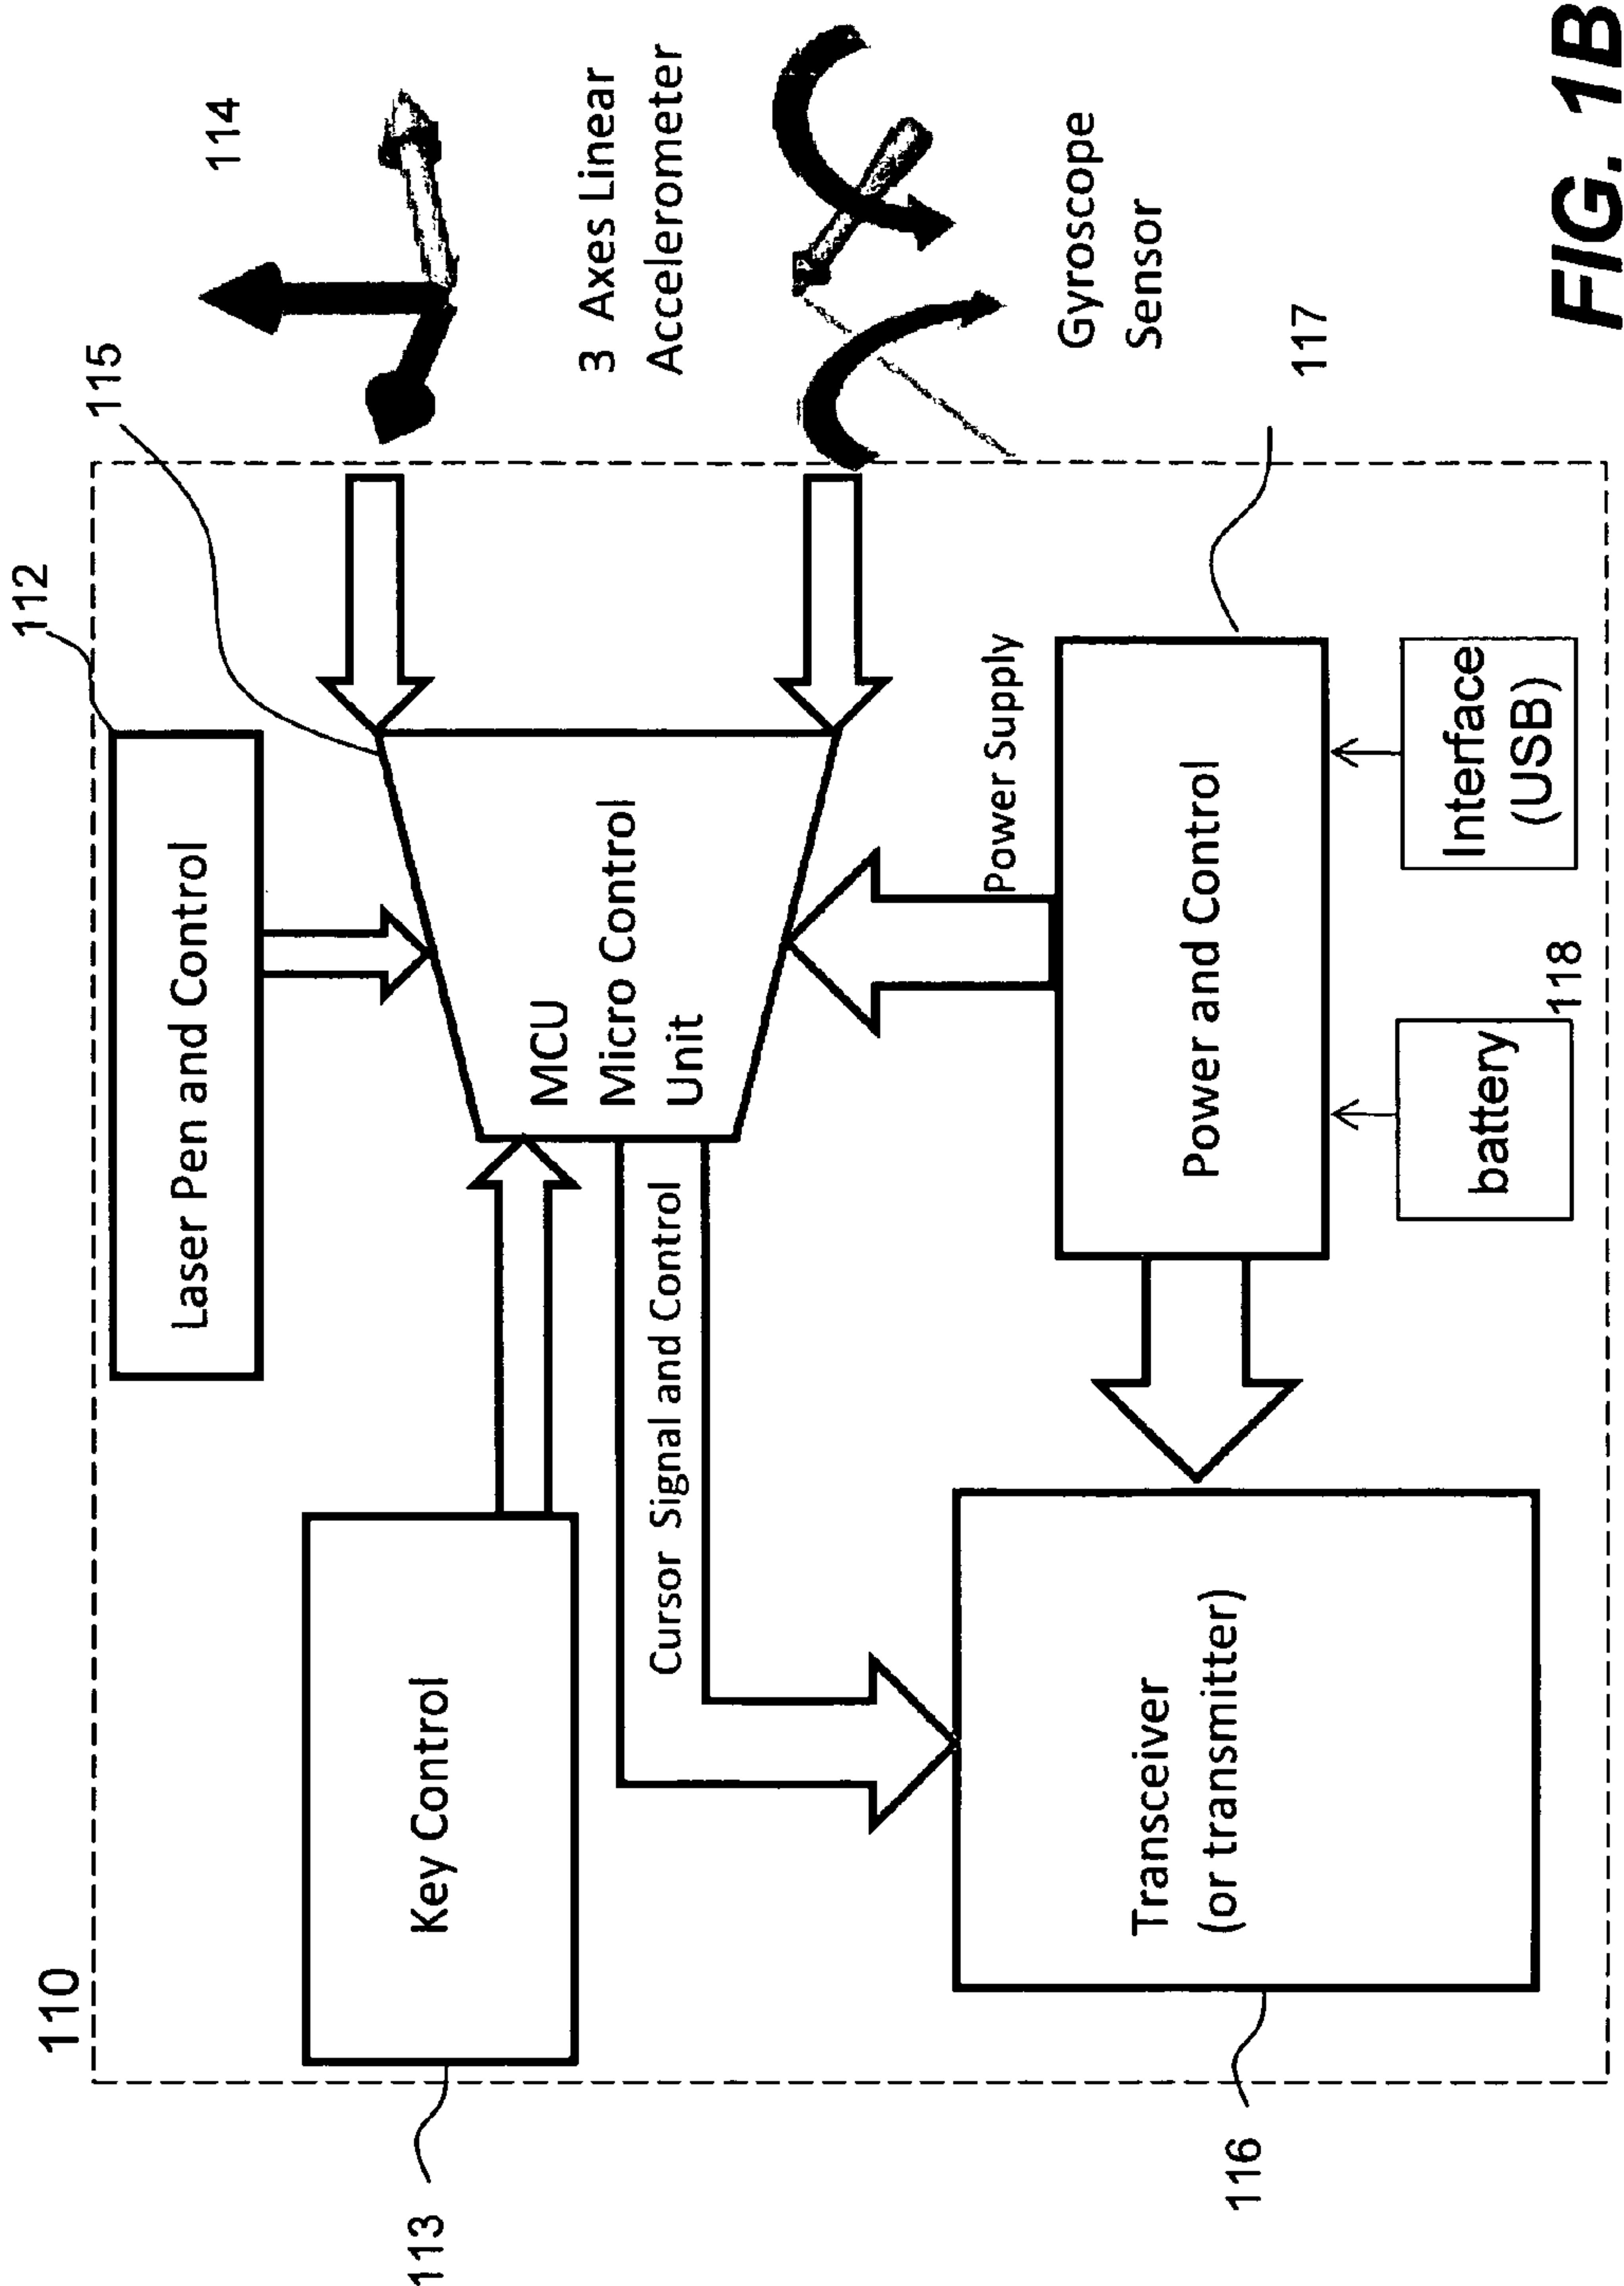 110
112
115
114
Laser Pen and Control
Key Control
113
MCU
Micro Control
Unit
3 Axes Linear
Accelerometer
Cursor Signal and Control
Gyroscope
Sensor
Power Supply
117
Transceiver
(or transmitter)
116
Power and Control
battery
118
Interface
(USB)
FIG. 1B